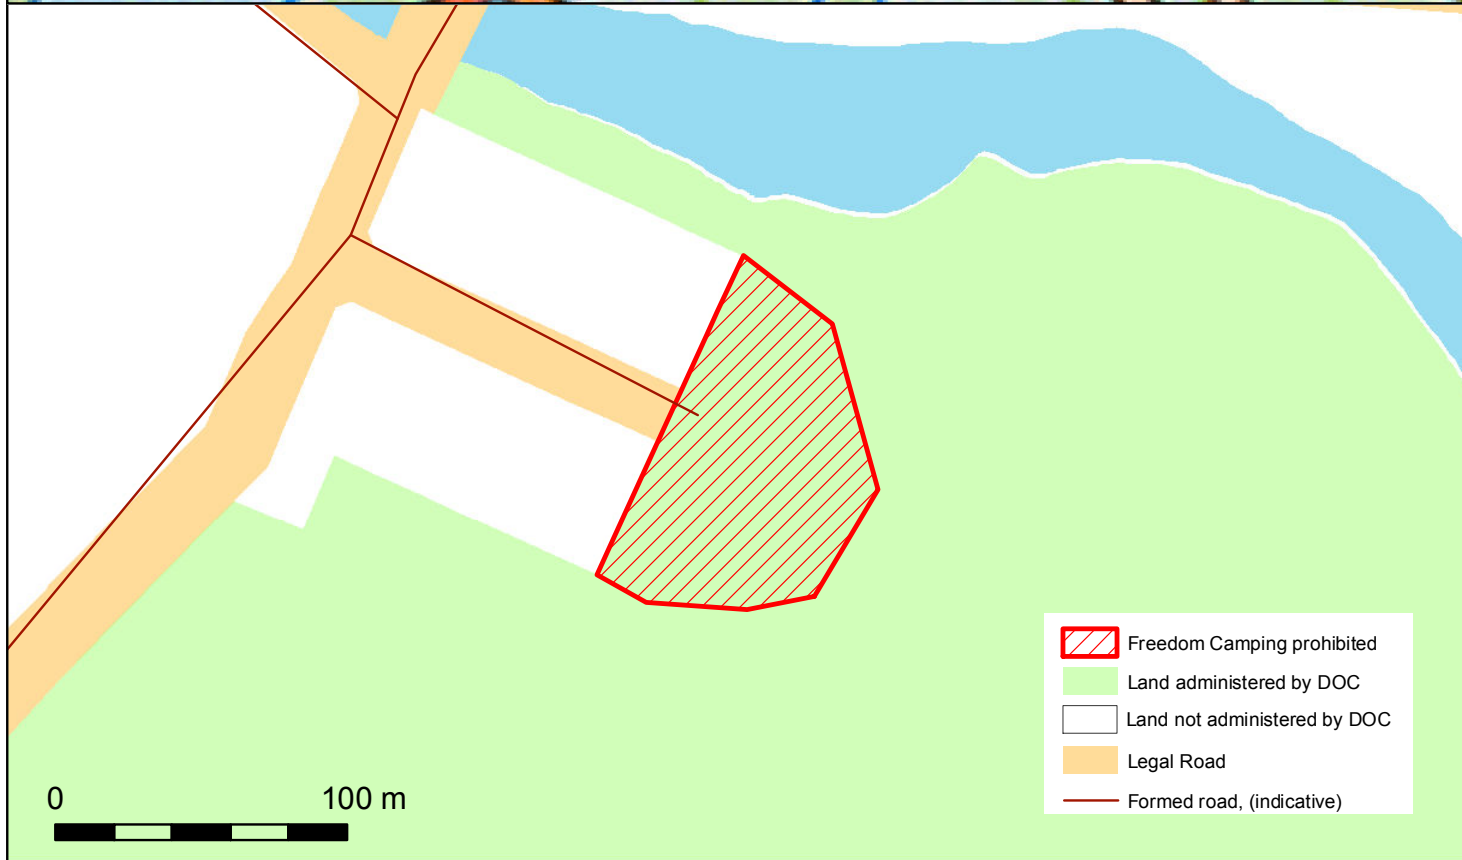 Freedom Camping prohibited
Land administered by DOC
Land not administered by DOC
Legal Road
Formed road, (indicative)
0 100 m